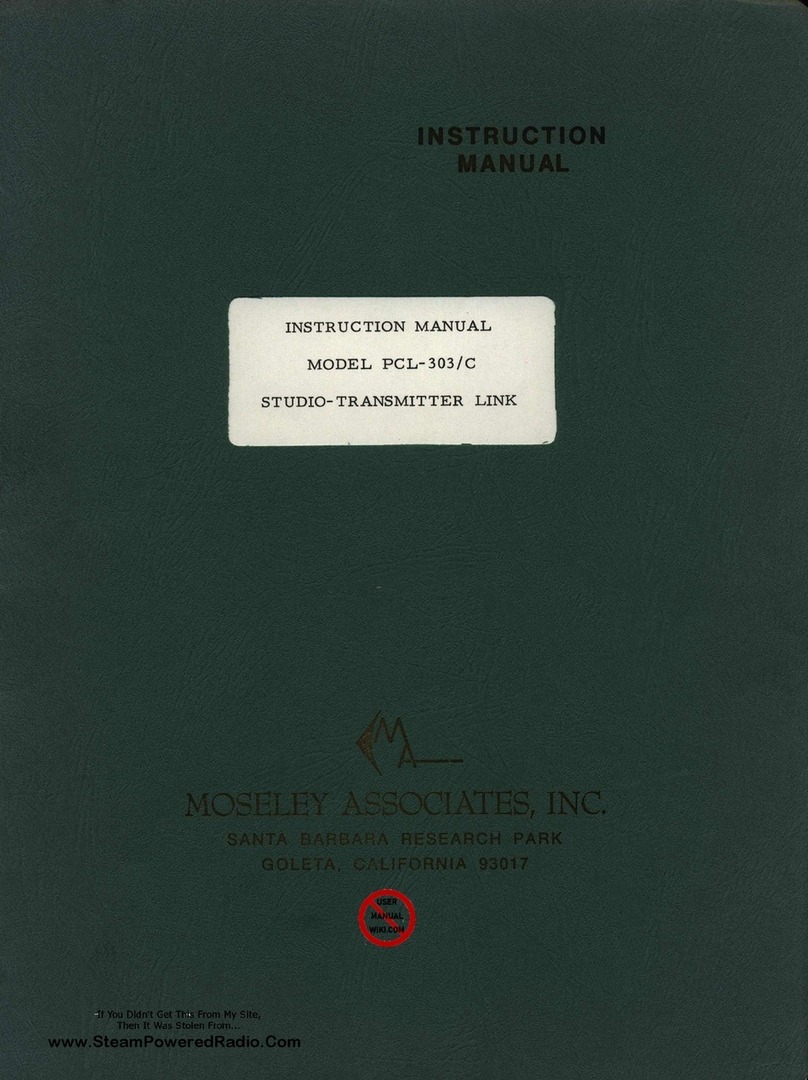 INSTRUCTION
MANUAL
INSTRUCTION MANUAL
MODEL PCL-303/C
STUDIO-TRANSMITTER LINK
MA
MOSELEY ASSOCIATES, INC.
SANTA BARBARA RESEARCH PARK
GOLETA, CALIFORNIA 93017
USER
MANUAL
WIKI.COM
If You Didn't Get This From My Site,
Then It Was Stolen From...
www.SteamPoweredRadio.Com